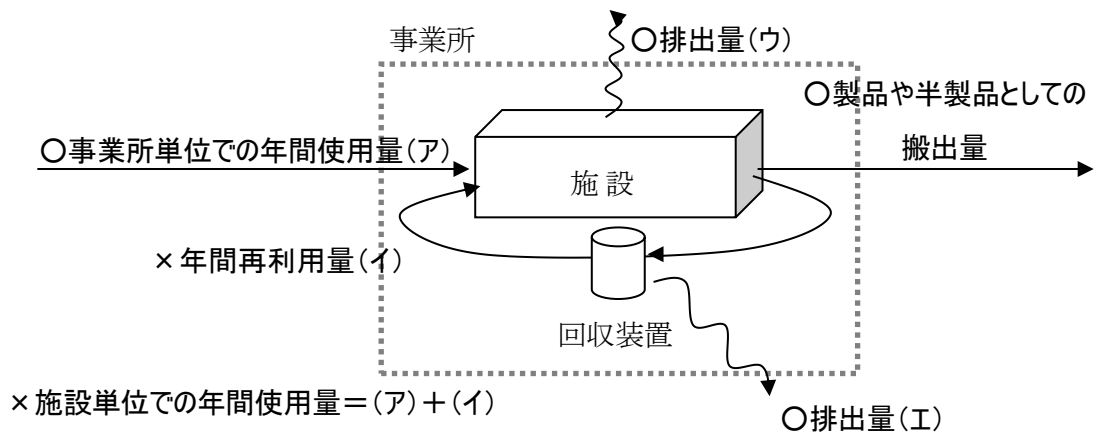 事業所
〇排出量(ウ)
〇製品や半製品としての
搬出量
〇事業所単位での年間使用量(ア)
施設
×年間再利用量(イ)
回収装置
×施設単位での年間使用量=(ア)+(イ)
〇排出量(エ)